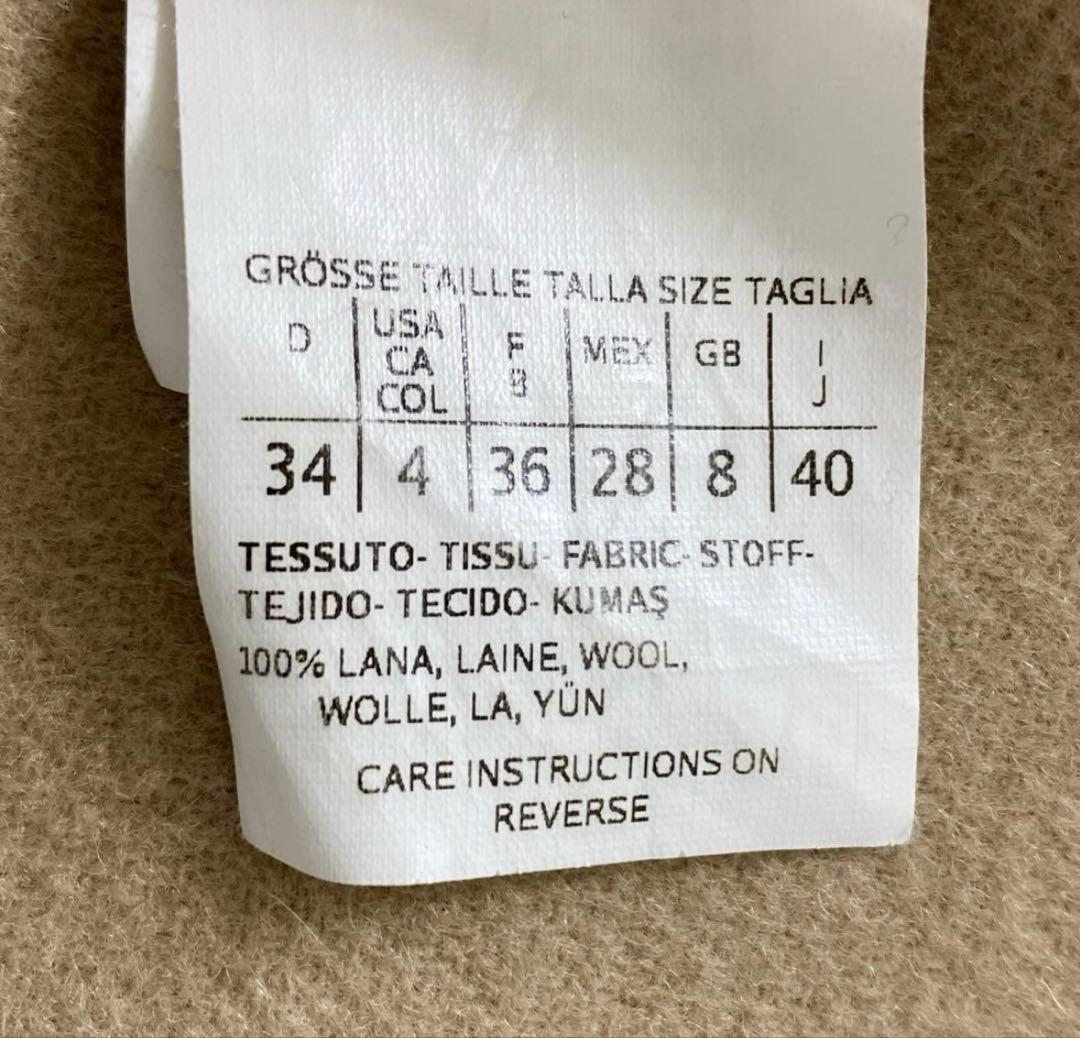 GRÖSSE TAILLE TALLA SIZE TAGLIA
D USA CA COL F B MEX GB I J
34 4 36 28 8 40
TESSUTO- TISSU- FABRIC- STOFF-
TEJIDO- TECIDO- KUMAŞ
100% LANA, LAINE, WOOL,
WOLLE, LA, YÜN
CARE INSTRUCTIONS ON
REVERSE